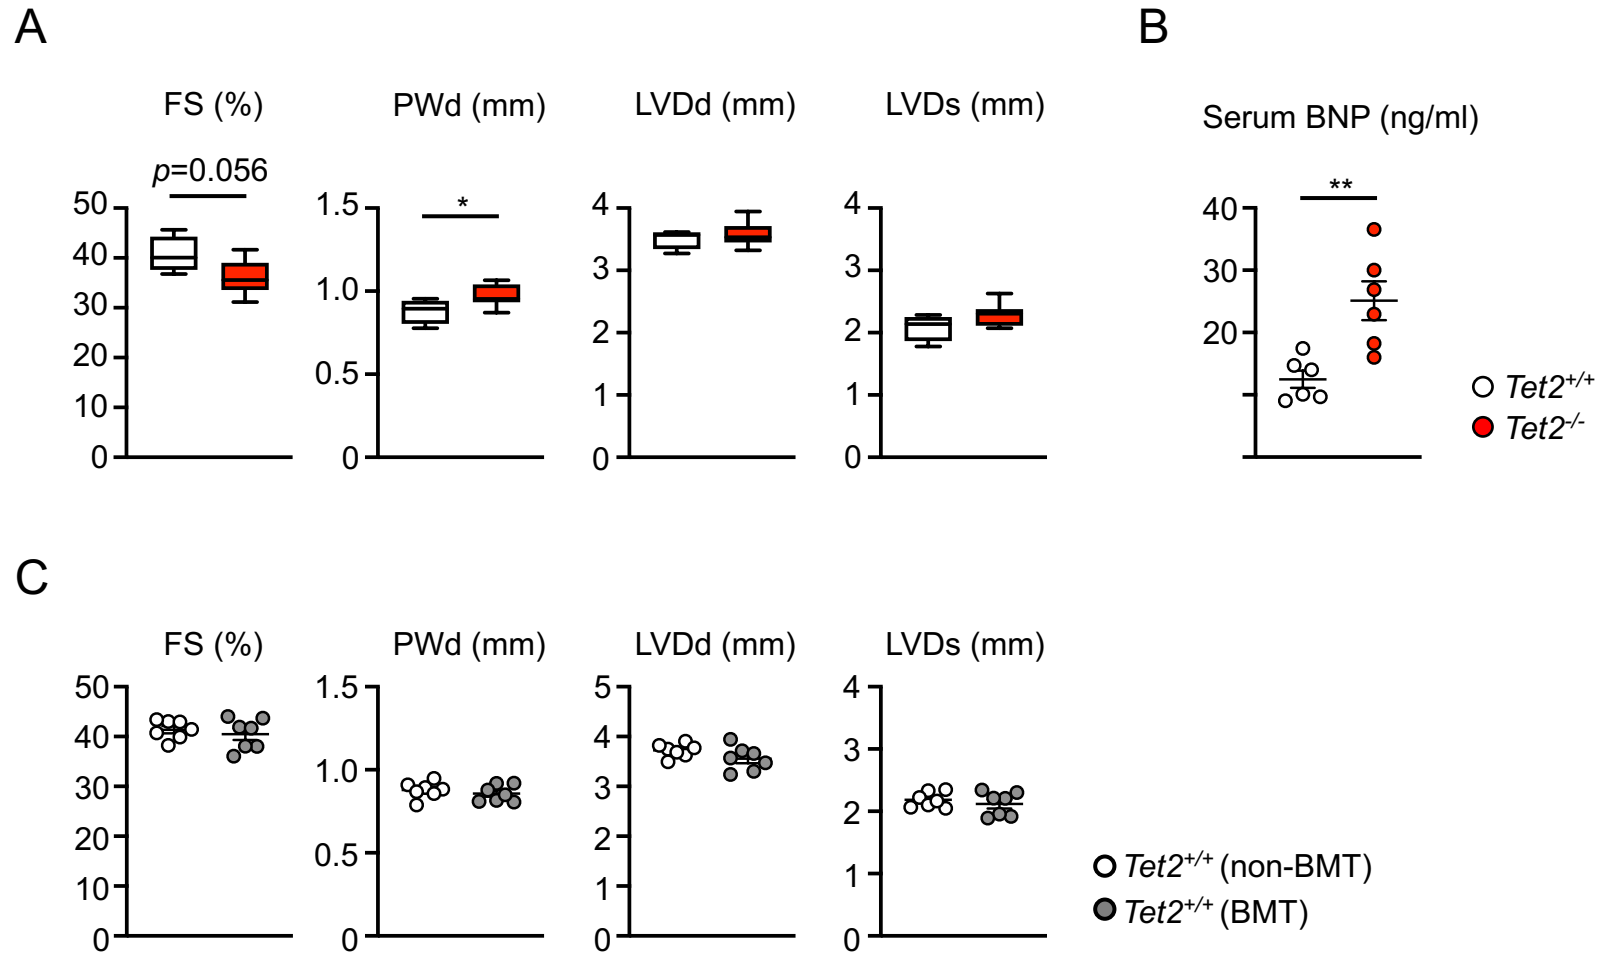 A
B
FS (%)
PWd (mm)
LVDd (mm)
LVDs (mm)
Serum BNP (ng/ml)
p=0.056
*
**
50
40
30
20
10
0
1.5
1.0
0.5
0
4
3
2
1
0
4
3
2
1
0
40
30
20
Tet2+/+
Tet2-/-
C
FS (%)
PWd (mm)
LVDd (mm)
LVDs (mm)
50
40
30
20
10
0
1.5
1.0
0.5
0
5
4
3
2
1
0
4
3
2
1
0
Tet2+/+ (non-BMT)
Tet2+/+ (BMT)